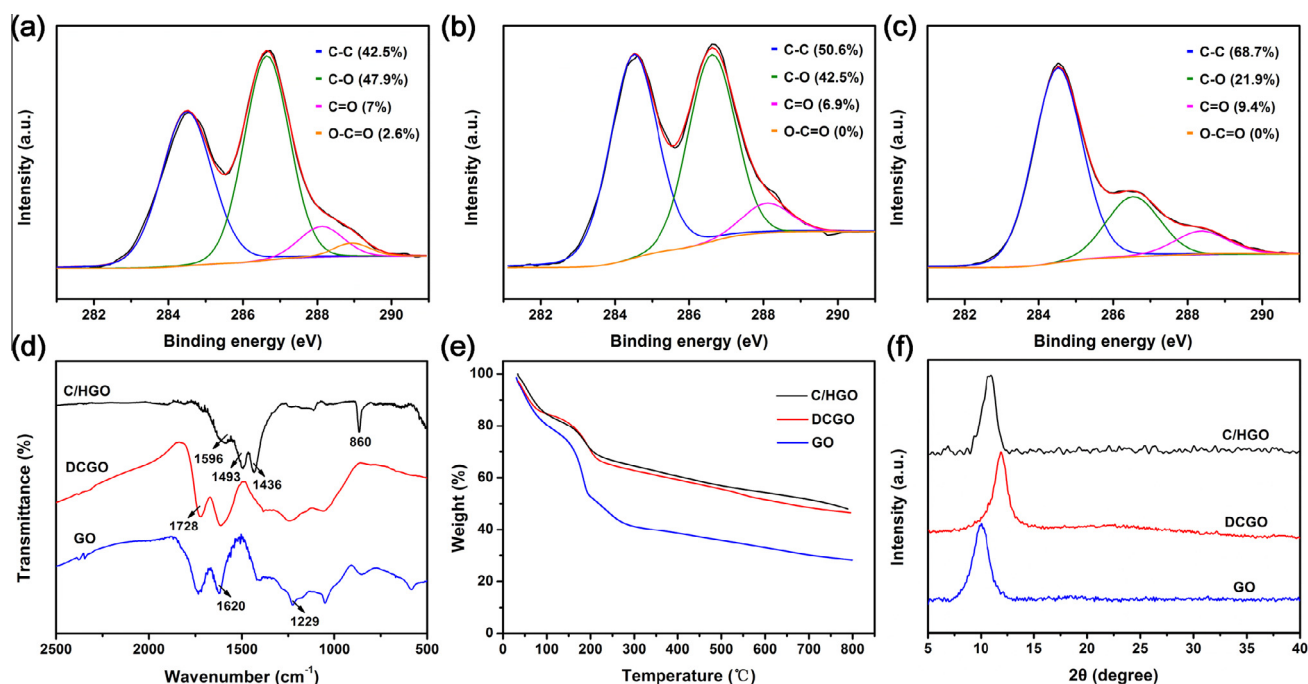 (a)
C-C (42.5%)
C-O (47.9%)
C=O (7%)
O-C=O (2.6%)
Intensity (a.u.)
282 284 286 288 290
Binding energy (eV)
(b)
C-C (50.6%)
C-O (42.5%)
C=O (6.9%)
O-C=O (0%)
Intensity (a.u.)
282 284 286 288 290
Binding energy (eV)
(c)
C-C (68.7%)
C-O (21.9%)
C=O (9.4%)
O-C=O (0%)
Intensity (a.u.)
282 284 286 288 290
Binding energy (eV)
(d)
C/HGO
1596
1493
1436
860
DCGO
1728
GO
1620
1229
Transmittance (%)
2500 2000 1500 1000 500
Wavenumber (cm-1)
(e)
C/HGO
DCGO
GO
Weight (%)
100
80
60
40
20
0
0 100 200 300 400 500 600 700 800
Temperature (℃)
(f)
C/HGO
DCGO
GO
Intensity (a.u.)
5 10 15 20 25 30 35 40
2θ (degree)